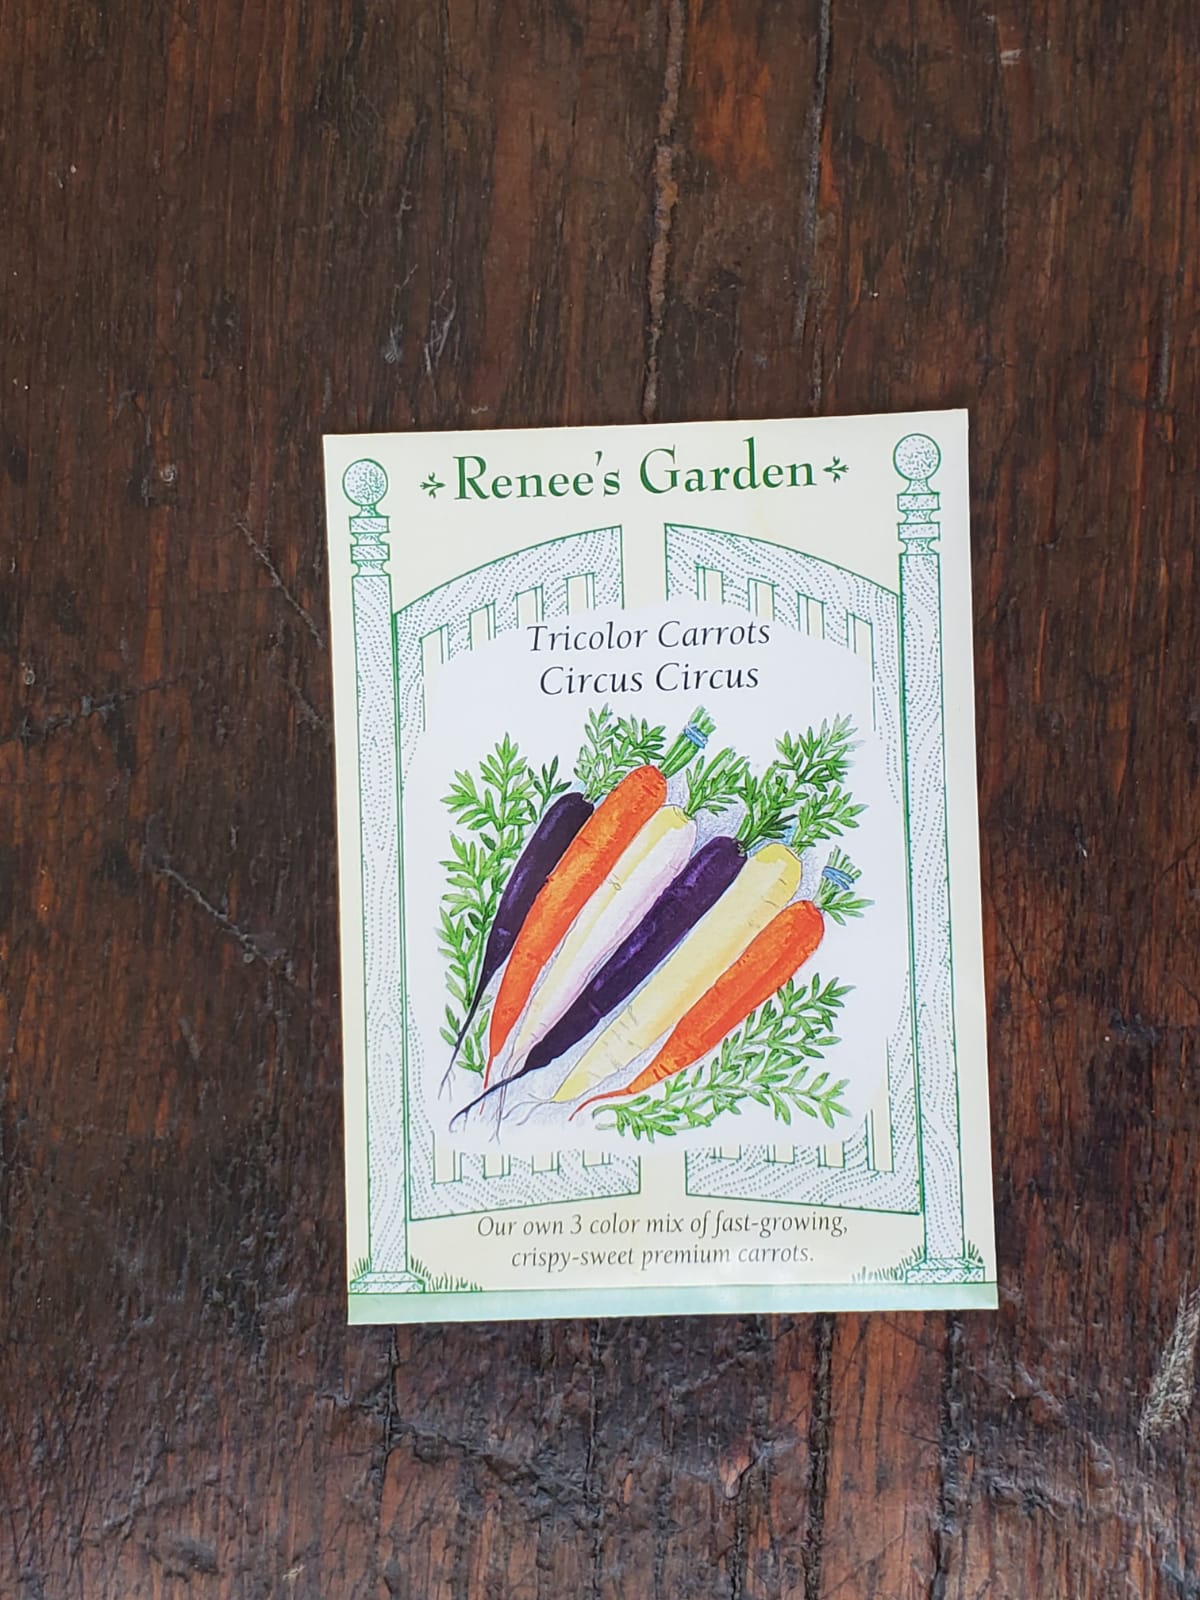 Renee's Garden
Tricolor Carrots
Circus Circus
Our own 3 color mix of fast-growing,
crispy-sweet premium carrots.